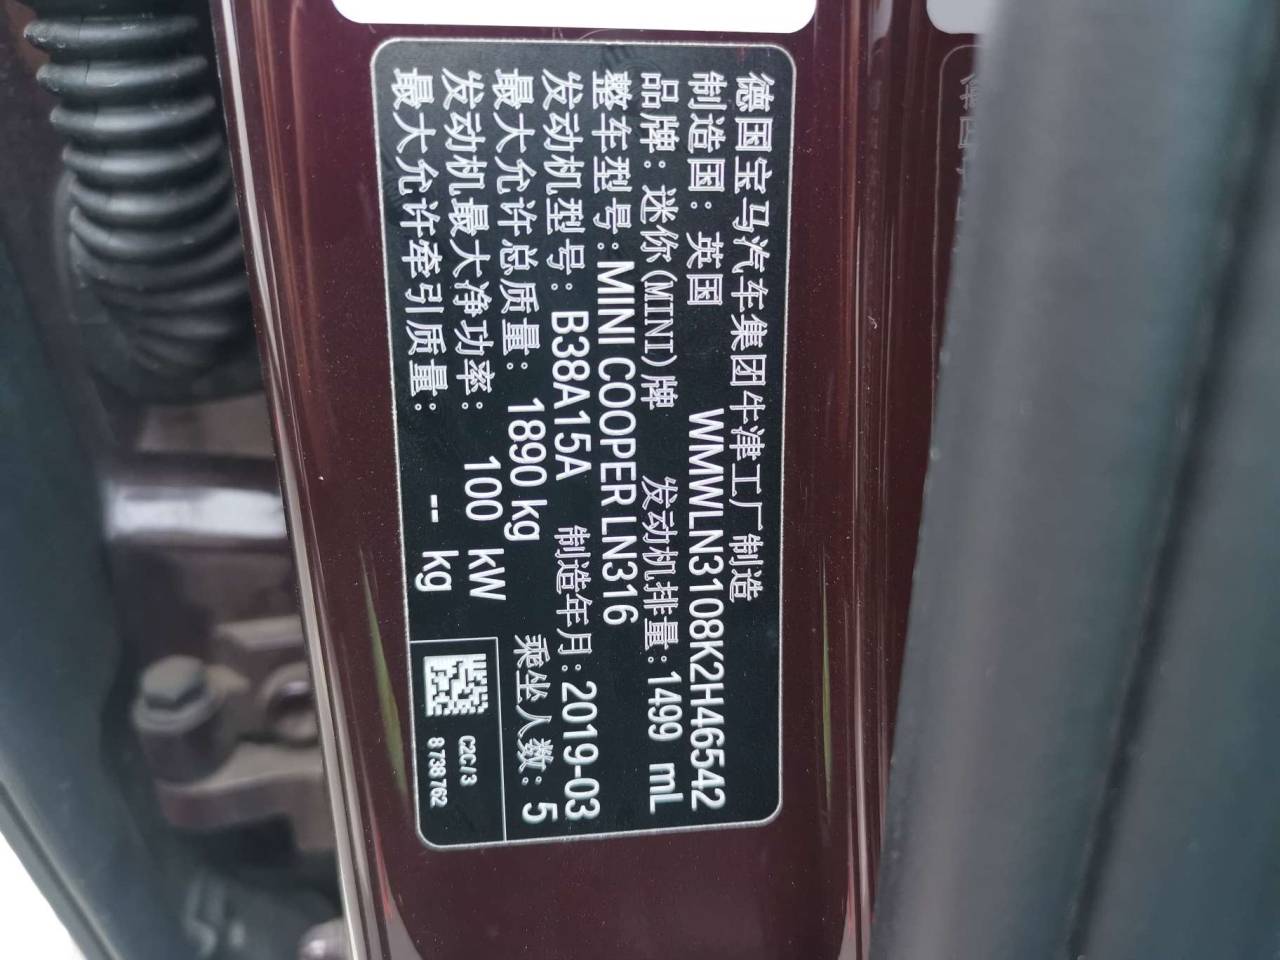 德国宝马汽车集团牛津工厂制造
制造国: 英国 WMWLN3108K2H46542
品牌: 迷你(MINI)牌 发动机排量: 1499 mL
整车型号: MINI COOPER LN316
发动机型号: B38A15A 制造年月: 2019-03
最大允许总质量: 1890 kg 乘坐人数: 5
发动机最大净功率: 100 kW
最大允许牵引质量: -- kg
C2C/3
8 738 762